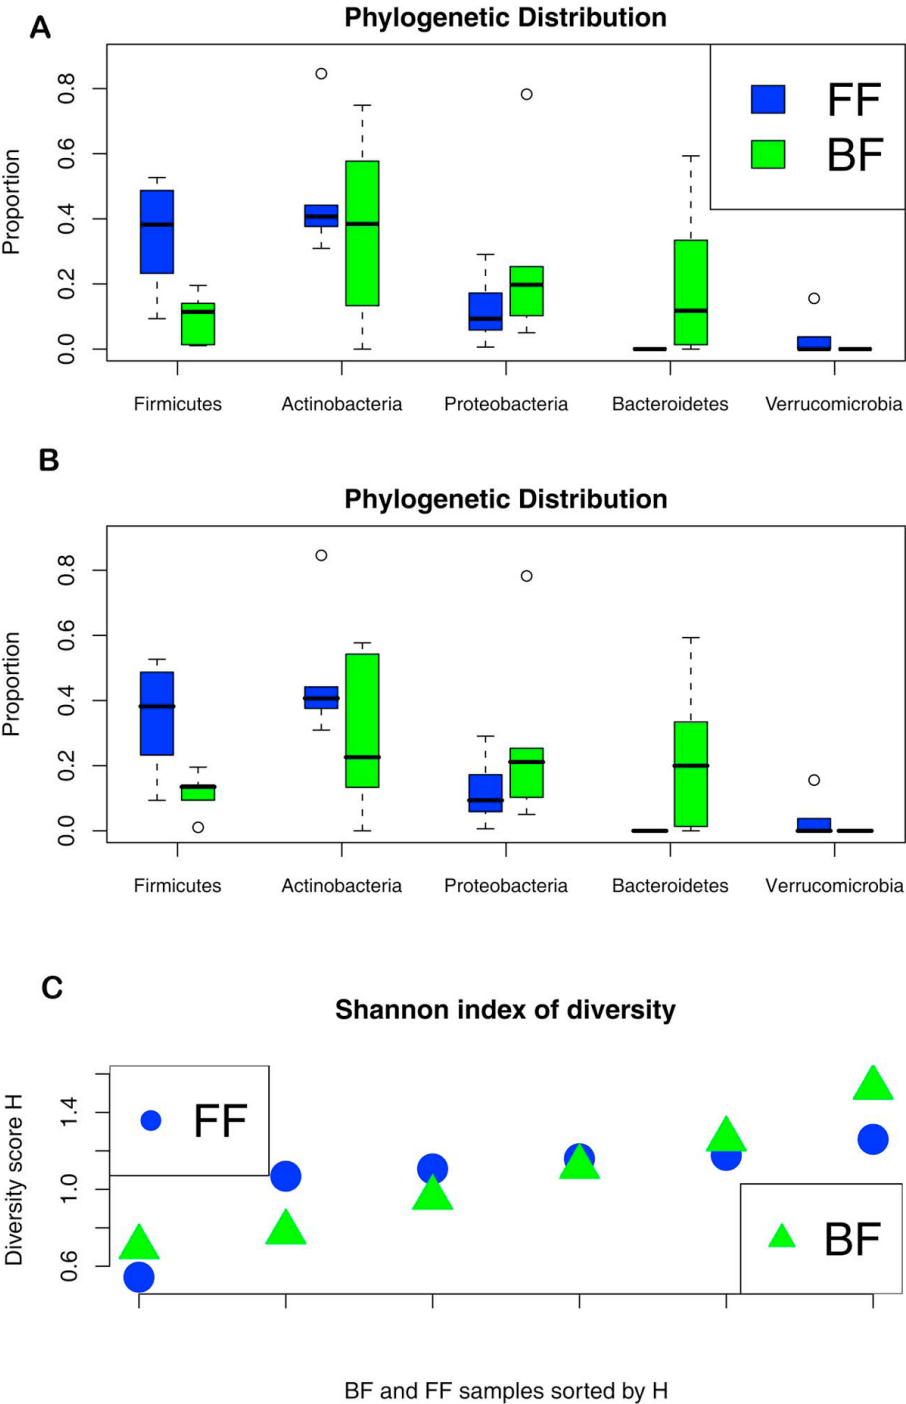 A
Phylogenetic Distribution
Proportion
0.8
0.6
0.4
0.2
0.0
FF
BF
Firmicutes Actinobacteria Proteobacteria Bacteroidetes Verrucomicrobia
B
Phylogenetic Distribution
Proportion
0.8
0.6
0.4
0.2
0.0
Firmicutes Actinobacteria Proteobacteria Bacteroidetes Verrucomicrobia
C
Shannon index of diversity
Diversity score H
1.4
1.0
0.6
FF
BF
BF and FF samples sorted by H